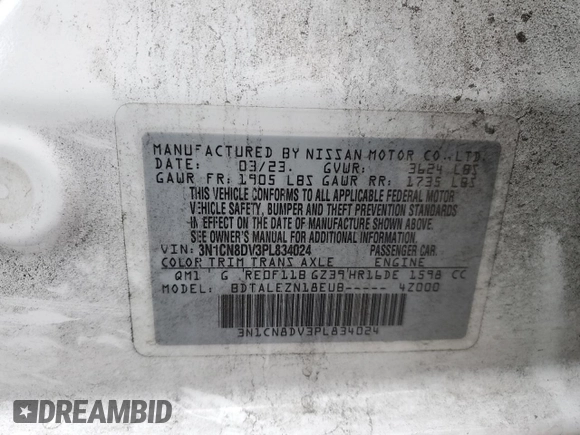 MANUFACTURED BY NISSAN MOTOR CO., LTD.
DATE: 03/23. GVWR: 3624 LBS
GAWR FR: 1905 LBS GAWR RR: 1735 LBS
THIS VEHICLE CONFORMS TO ALL APPLICABLE FEDERAL MOTOR
VEHICLE SAFETY, BUMPER AND THEFT PREVENTION STANDARDS
IN EFFECT ON THE DATE OF MANUFACTURE SHOWN ABOVE.
SEE OWNER'S MANUAL FOR ADDITIONAL INFORMATION
VIN: 3N1CN8DV3PL834024 PASSENGER CAR
COLOR TRIM TRANS AXLE ENGINE
QM1 G REOF11B GZ39 HR16DE 1598 CC
MODEL: BDTALEZN18EUB----- 4Z000
3N1CN8DV3PL834024
DREAMBID